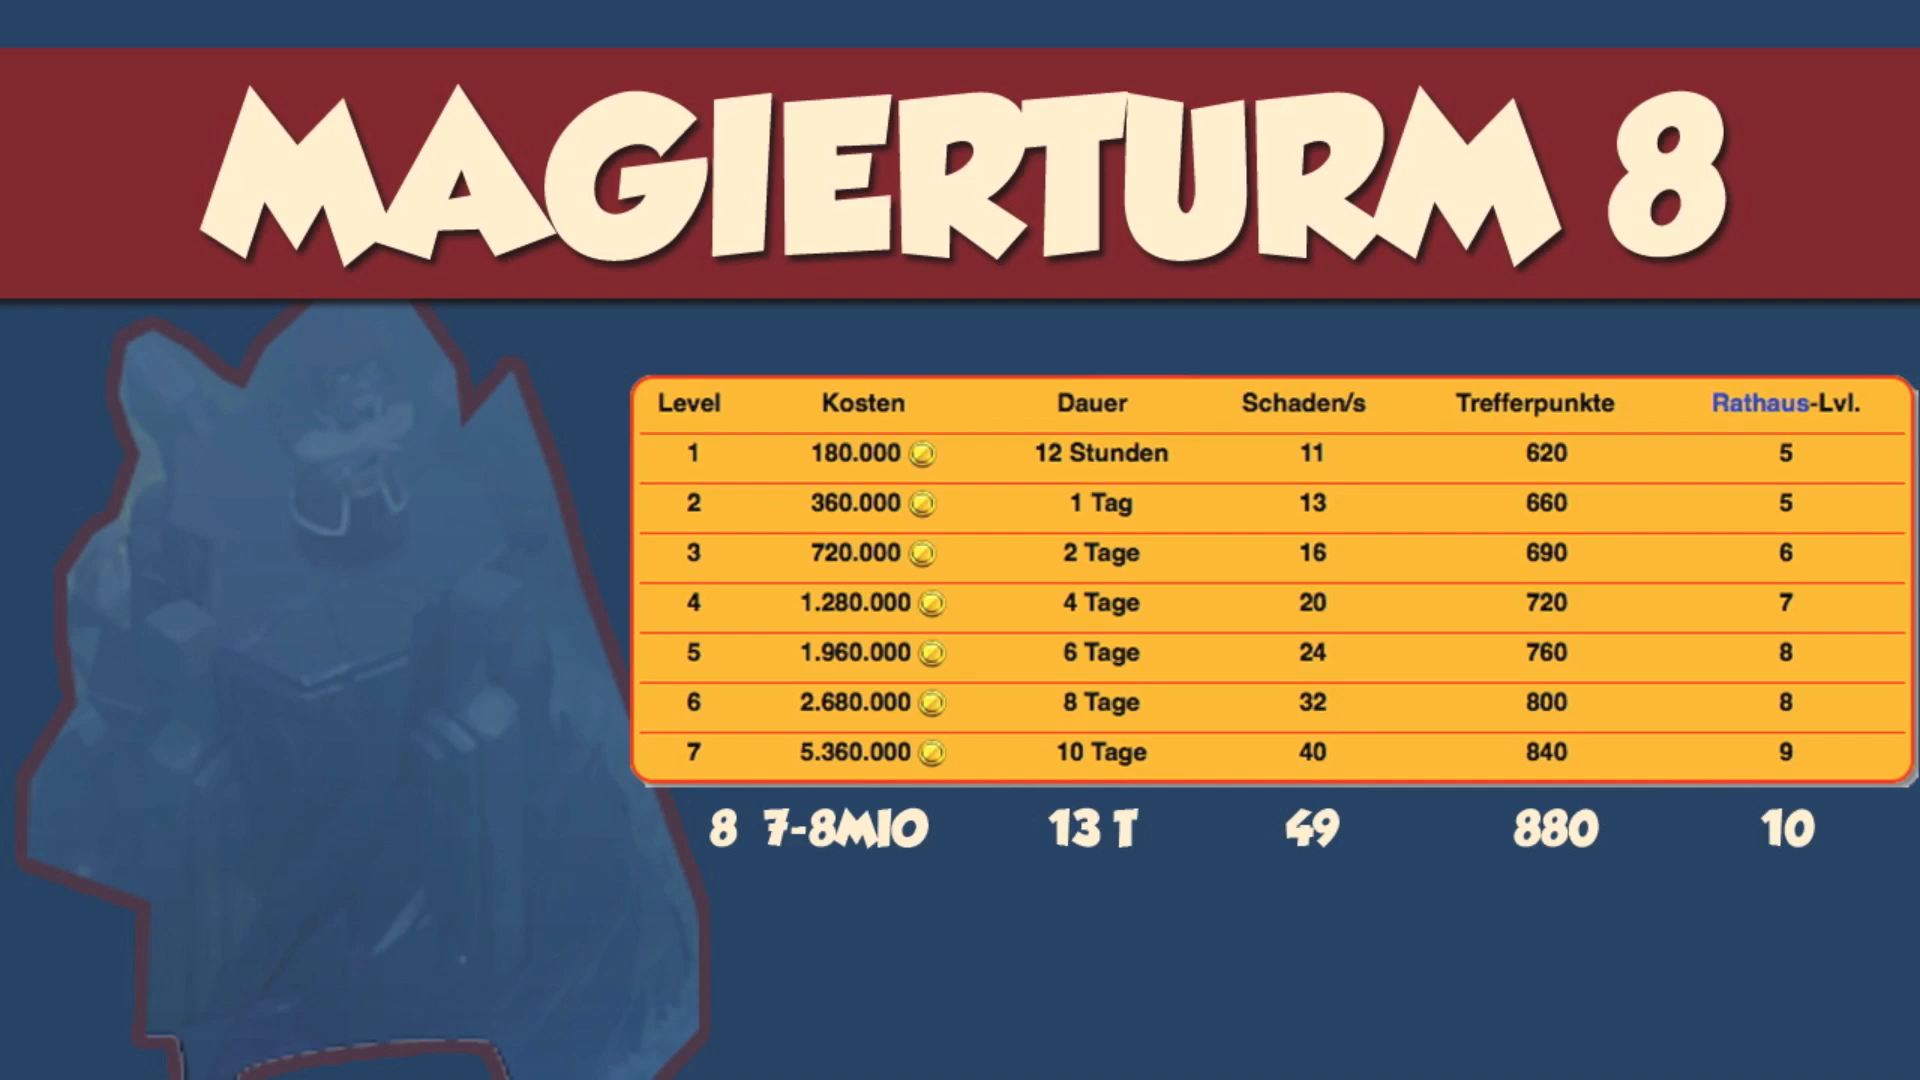 MAGIERTURM 8
Level Kosten Dauer Schaden/s Trefferpunkte Rathaus-Lvl.
1 180.000 12 Stunden 11 620 5
2 360.000 1 Tag 13 660 5
3 720.000 2 Tage 16 690 6
4 1.280.000 4 Tage 20 720 7
5 1.960.000 6 Tage 24 760 8
6 2.680.000 8 Tage 32 800 8
7 5.360.000 10 Tage 40 840 9
8 7-8MIO 13 T 49 880 10